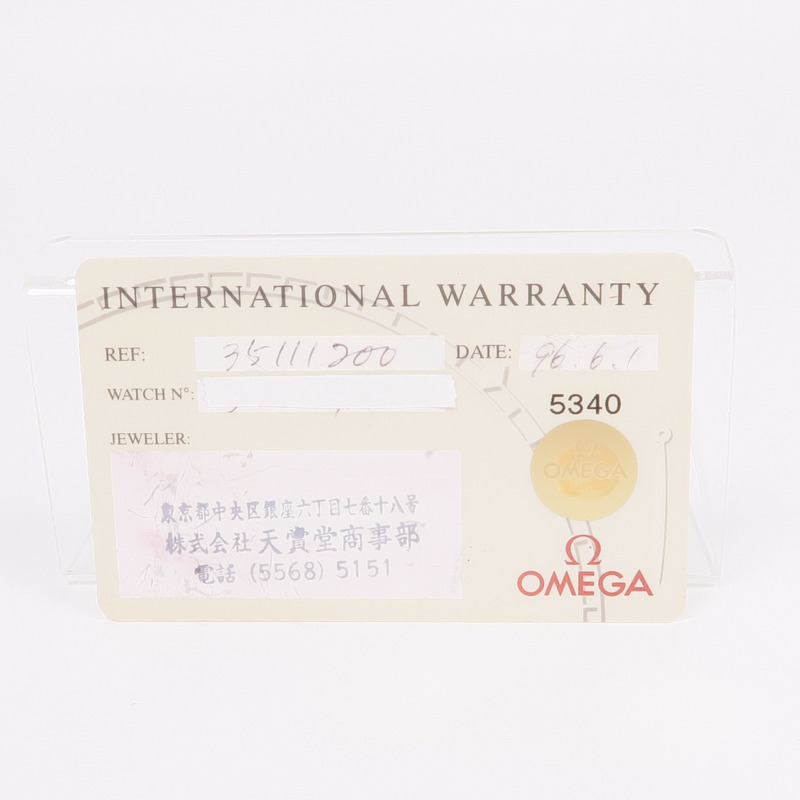 INTERNATIONAL WARRANTY
REF: 35111200 DATE: 96.6.1
WATCH N°:
5340
JEWELER:
OMEGA
東京都中央区銀座六丁目七番十八号
株式会社 天賞堂商事部
電話 (5568) 5151
Ω
OMEGA